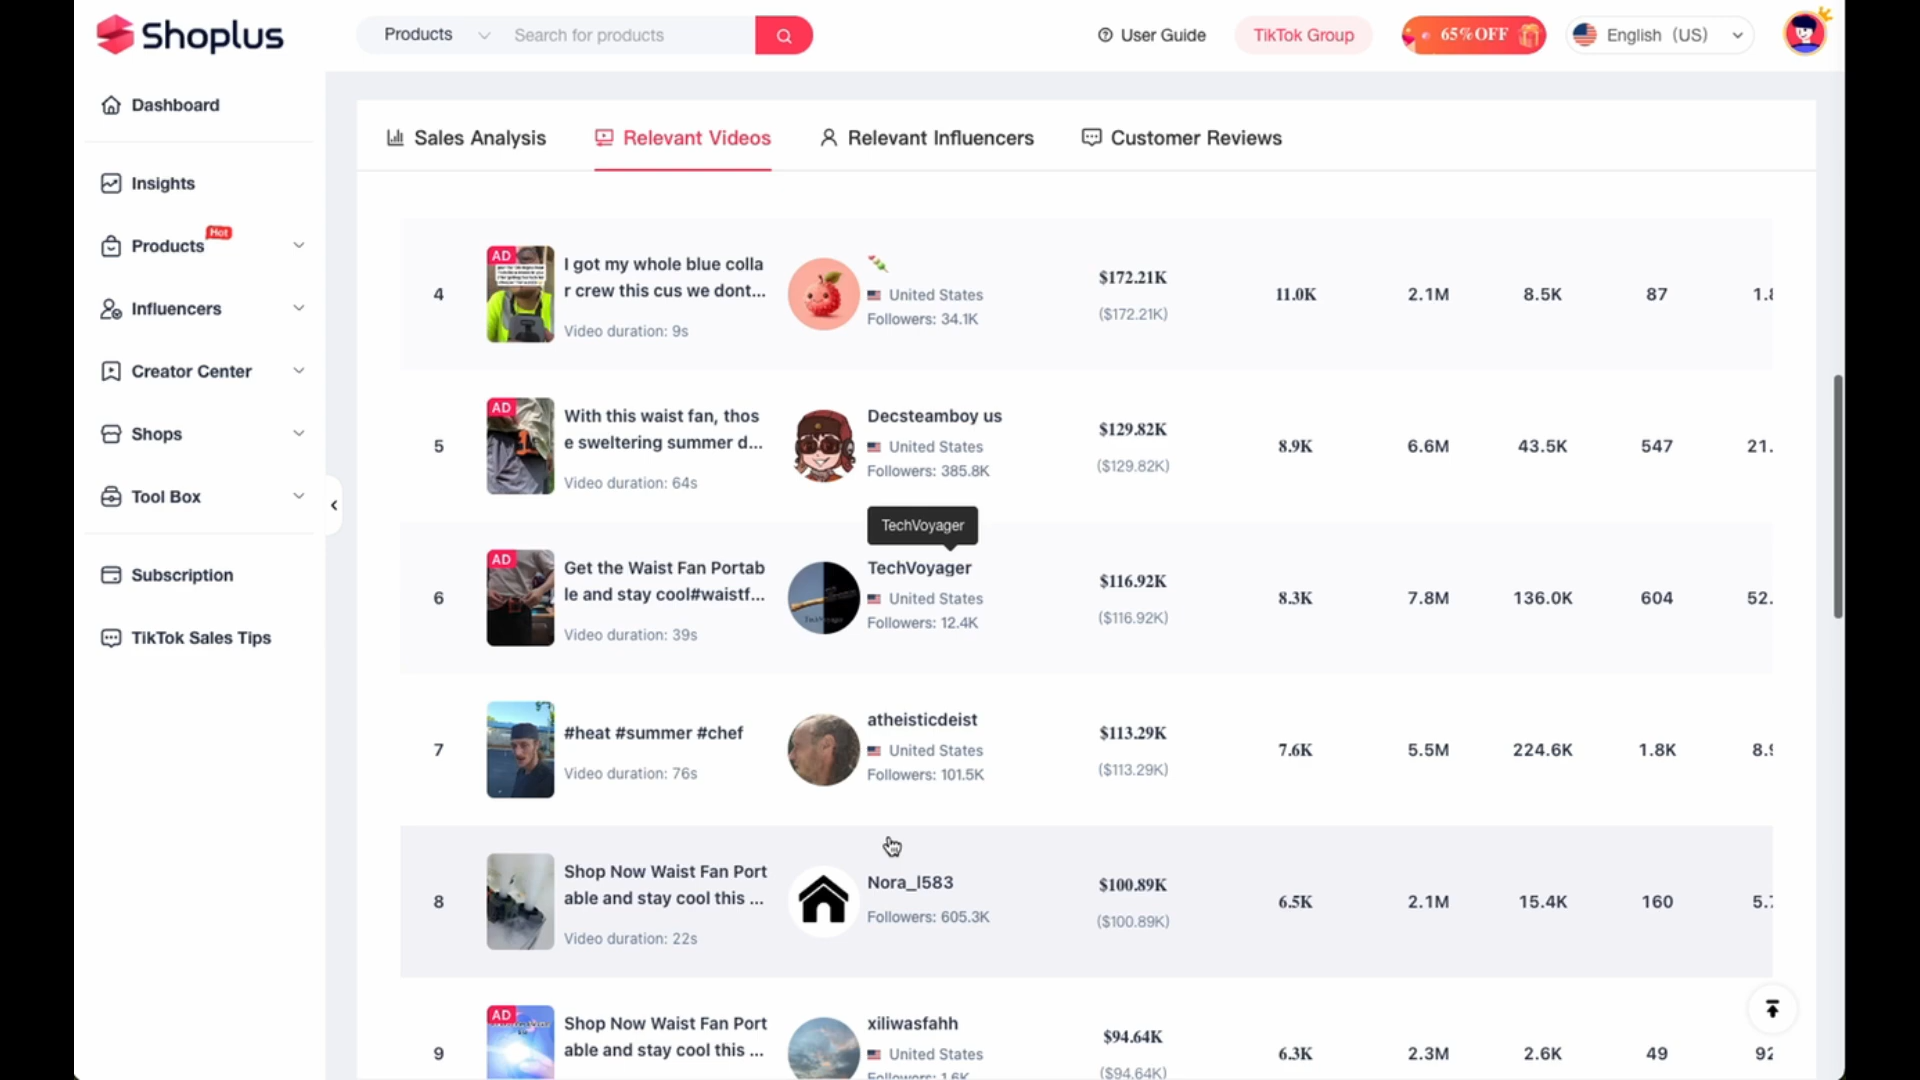 Shoplus
Products
Search for products
User Guide
TikTok Group
65%OFF
English (US)
Dashboard
Insights
Products
Hot
Influencers
Creator Center
Shops
Tool Box
Subscription
TikTok Sales Tips
Sales Analysis
Relevant Videos
Relevant Influencers
Customer Reviews
4
AD
I got my whole blue colla
r crew this cus we dont...
Video duration: 9s
United States
Followers: 34.1K
$172.21K
($172.21K)
11.0K
2.1M
8.5K
87
5
AD
With this waist fan, thos
e sweltering summer d...
Video duration: 64s
Decsteamboy us
United States
Followers: 385.8K
$129.82K
($129.82K)
8.9K
6.6M
43.5K
547
21.
TechVoyager
6
AD
Get the Waist Fan Portab
le and stay cool#waistf...
Video duration: 39s
TechVoyager
United States
Followers: 12.4K
$116.92K
($116.92K)
8.3K
7.8M
136.0K
604
52.
7
#heat #summer #chef
Video duration: 76s
atheisticdeist
United States
Followers: 101.5K
$113.29K
($113.29K)
7.6K
5.5M
224.6K
1.8K
8
Shop Now Waist Fan Port
able and stay cool this ...
Video duration: 22s
Nora_l583
Followers: 605.3K
$100.89K
($100.89K)
6.5K
2.1M
15.4K
160
9
AD
Shop Now Waist Fan Port
able and stay cool this ...
xiliwasfahh
United States
Followers: 1.6K
$94.64K
($94.64K)
6.3K
2.3M
2.6K
49